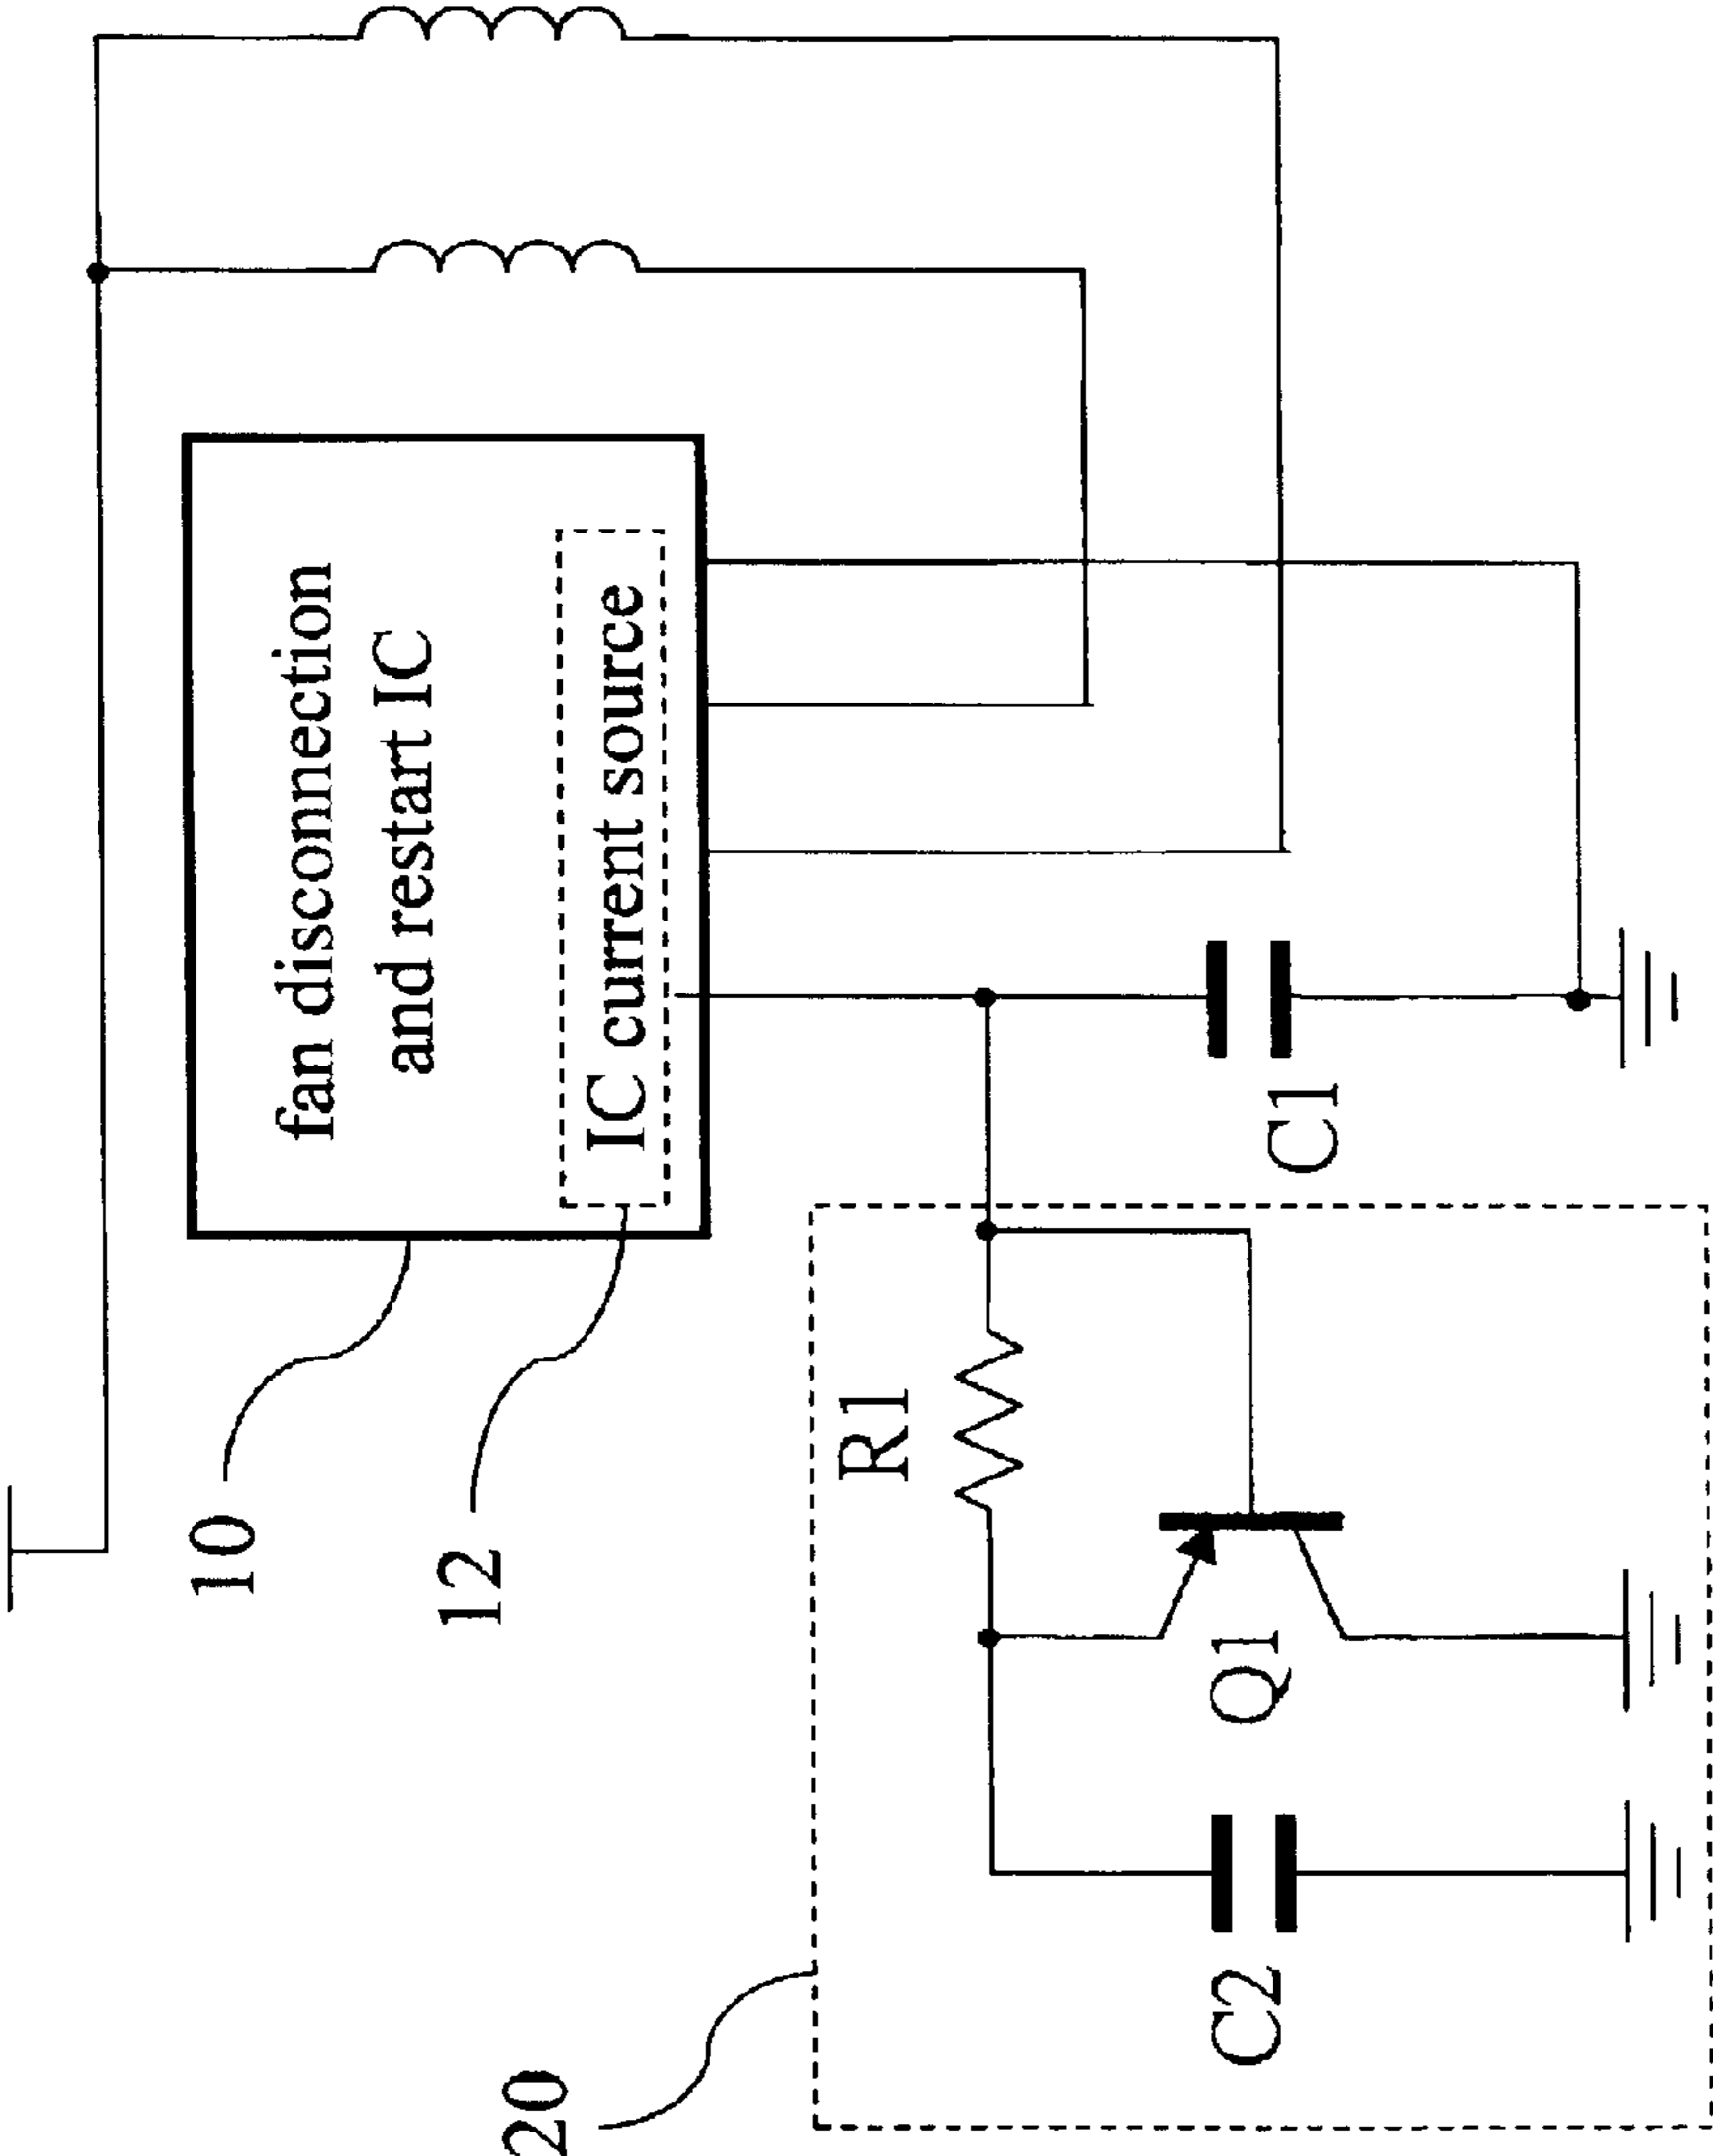 10
fan disconnection
and restart IC
12
IC current source
20
R1
C2
Q1
C1